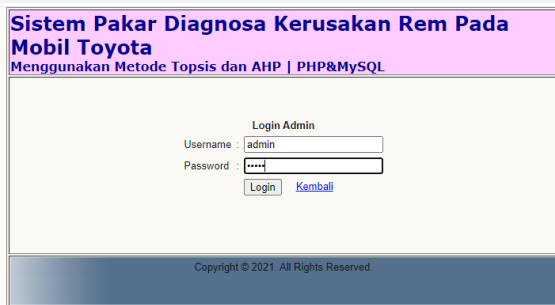 Sistem Pakar Diagnosa Kerusakan Rem Pada
Mobil Toyota
Menggunakan Metode Topsis dan AHP | PHP&MySQL
Login Admin
Username : admin
Password : •••••
Login Kembali
Copyright © 2021. All Rights Reserved.